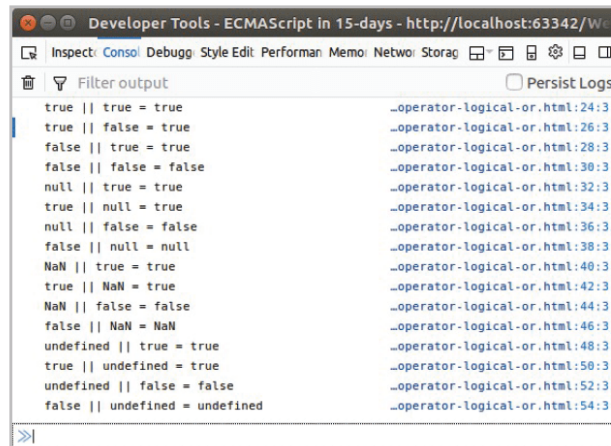 Developer Tools - ECMAScript in 15-days - http://localhost:63342/We
Inspect Consol Debugg Style Edit Performan Memo Netwo Storag
Filter output Persist Logs
true || true = true …operator-logical-or.html:24:3
true || false = true …operator-logical-or.html:26:3
false || true = true …operator-logical-or.html:28:3
false || false = false …operator-logical-or.html:30:3
null || true = true …operator-logical-or.html:32:3
true || null = true …operator-logical-or.html:34:3
null || false = false …operator-logical-or.html:36:3
false || null = null …operator-logical-or.html:38:3
NaN || true = true …operator-logical-or.html:40:3
true || NaN = true …operator-logical-or.html:42:3
NaN || false = false …operator-logical-or.html:44:3
false || NaN = NaN …operator-logical-or.html:46:3
undefined || true = true …operator-logical-or.html:48:3
true || undefined = true …operator-logical-or.html:50:3
undefined || false = false …operator-logical-or.html:52:3
false || undefined = undefined …operator-logical-or.html:54:3